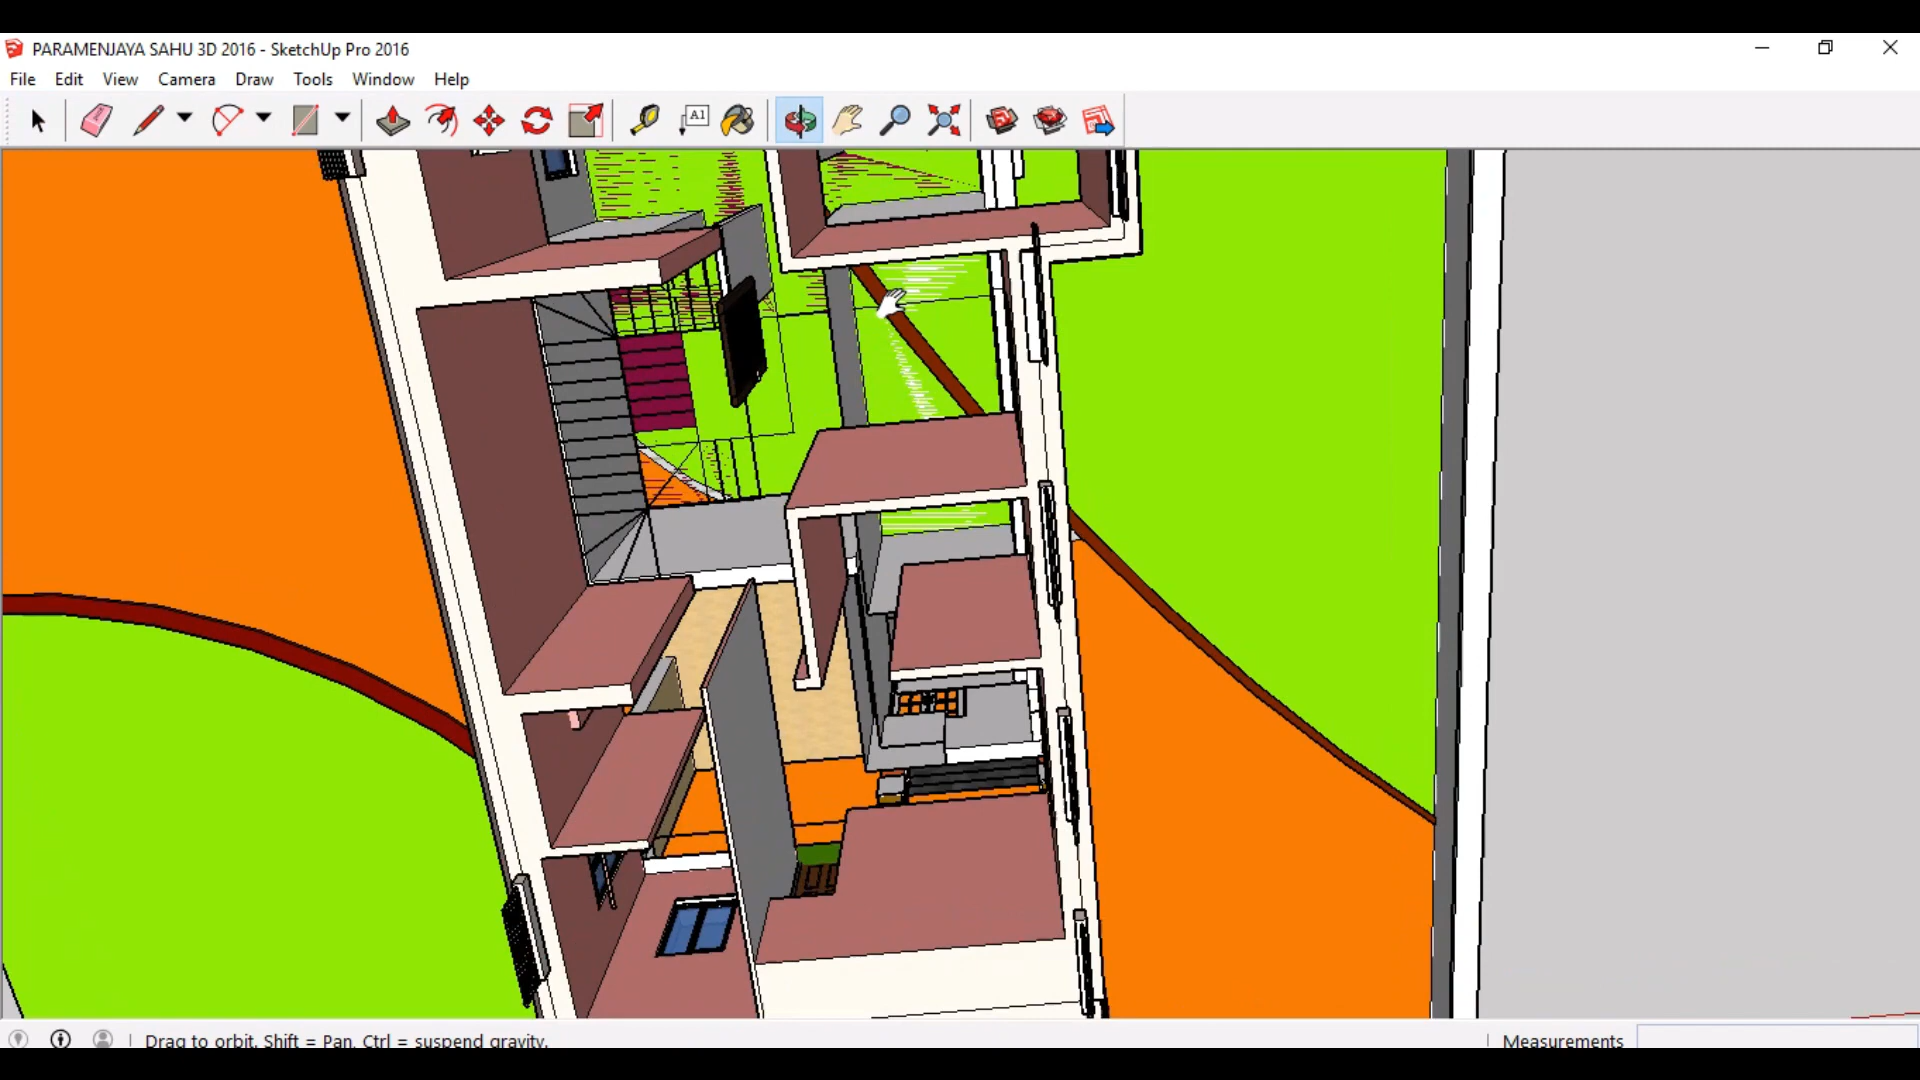 PARAMENJAYA SAHU 3D 2016 - SketchUp Pro 2016
File Edit View Camera Draw Tools Window Help
A1
Drag to orbit. Shift = Pan, Ctrl = suspend gravity.
Measurements